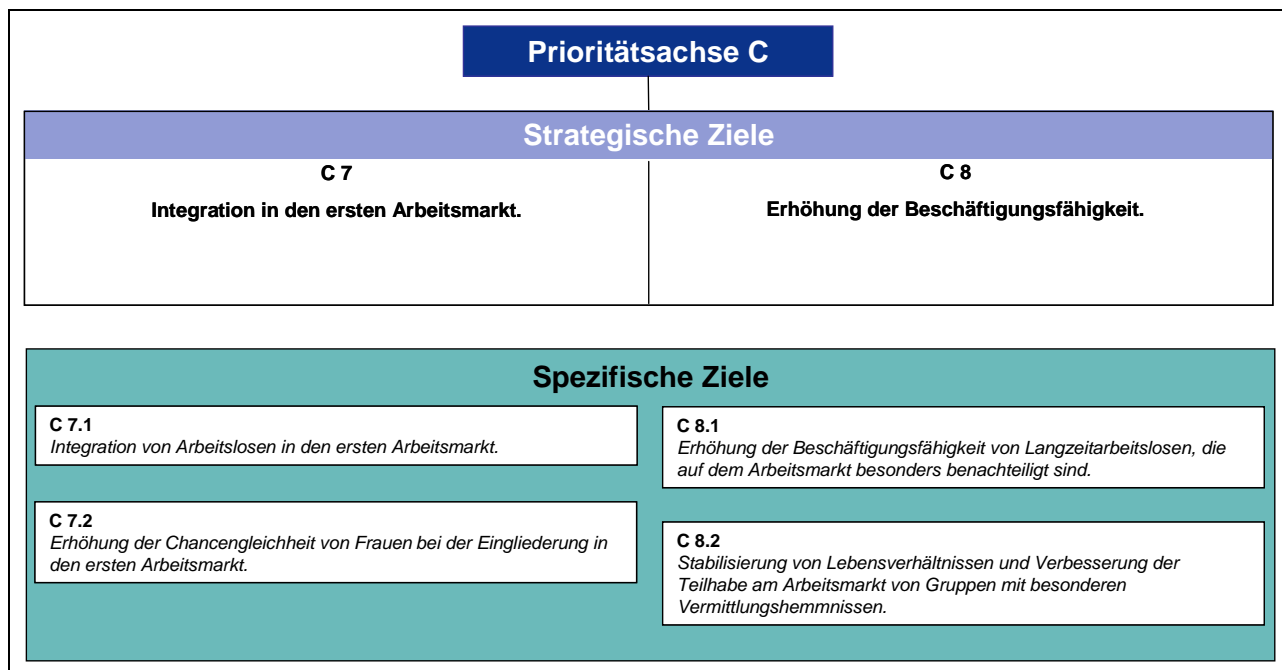 Prioritätsachse C
Strategische Ziele
C 7
Integration in den ersten Arbeitsmarkt.
C 8
Erhöhung der Beschäftigungsfähigkeit.
Spezifische Ziele
C 7.1
Integration von Arbeitslosen in den ersten Arbeitsmarkt.
C 7.2
Erhöhung der Chancengleichheit von Frauen bei der Eingliederung in
den ersten Arbeitsmarkt.
C 8.1
Erhöhung der Beschäftigungsfähigkeit von Langzeitarbeitslosen, die
auf dem Arbeitsmarkt besonders benachteiligt sind.
C 8.2
Stabilisierung von Lebensverhältnissen und Verbesserung der
Teilhabe am Arbeitsmarkt von Gruppen mit besonderen
Vermittlungshemmnissen.